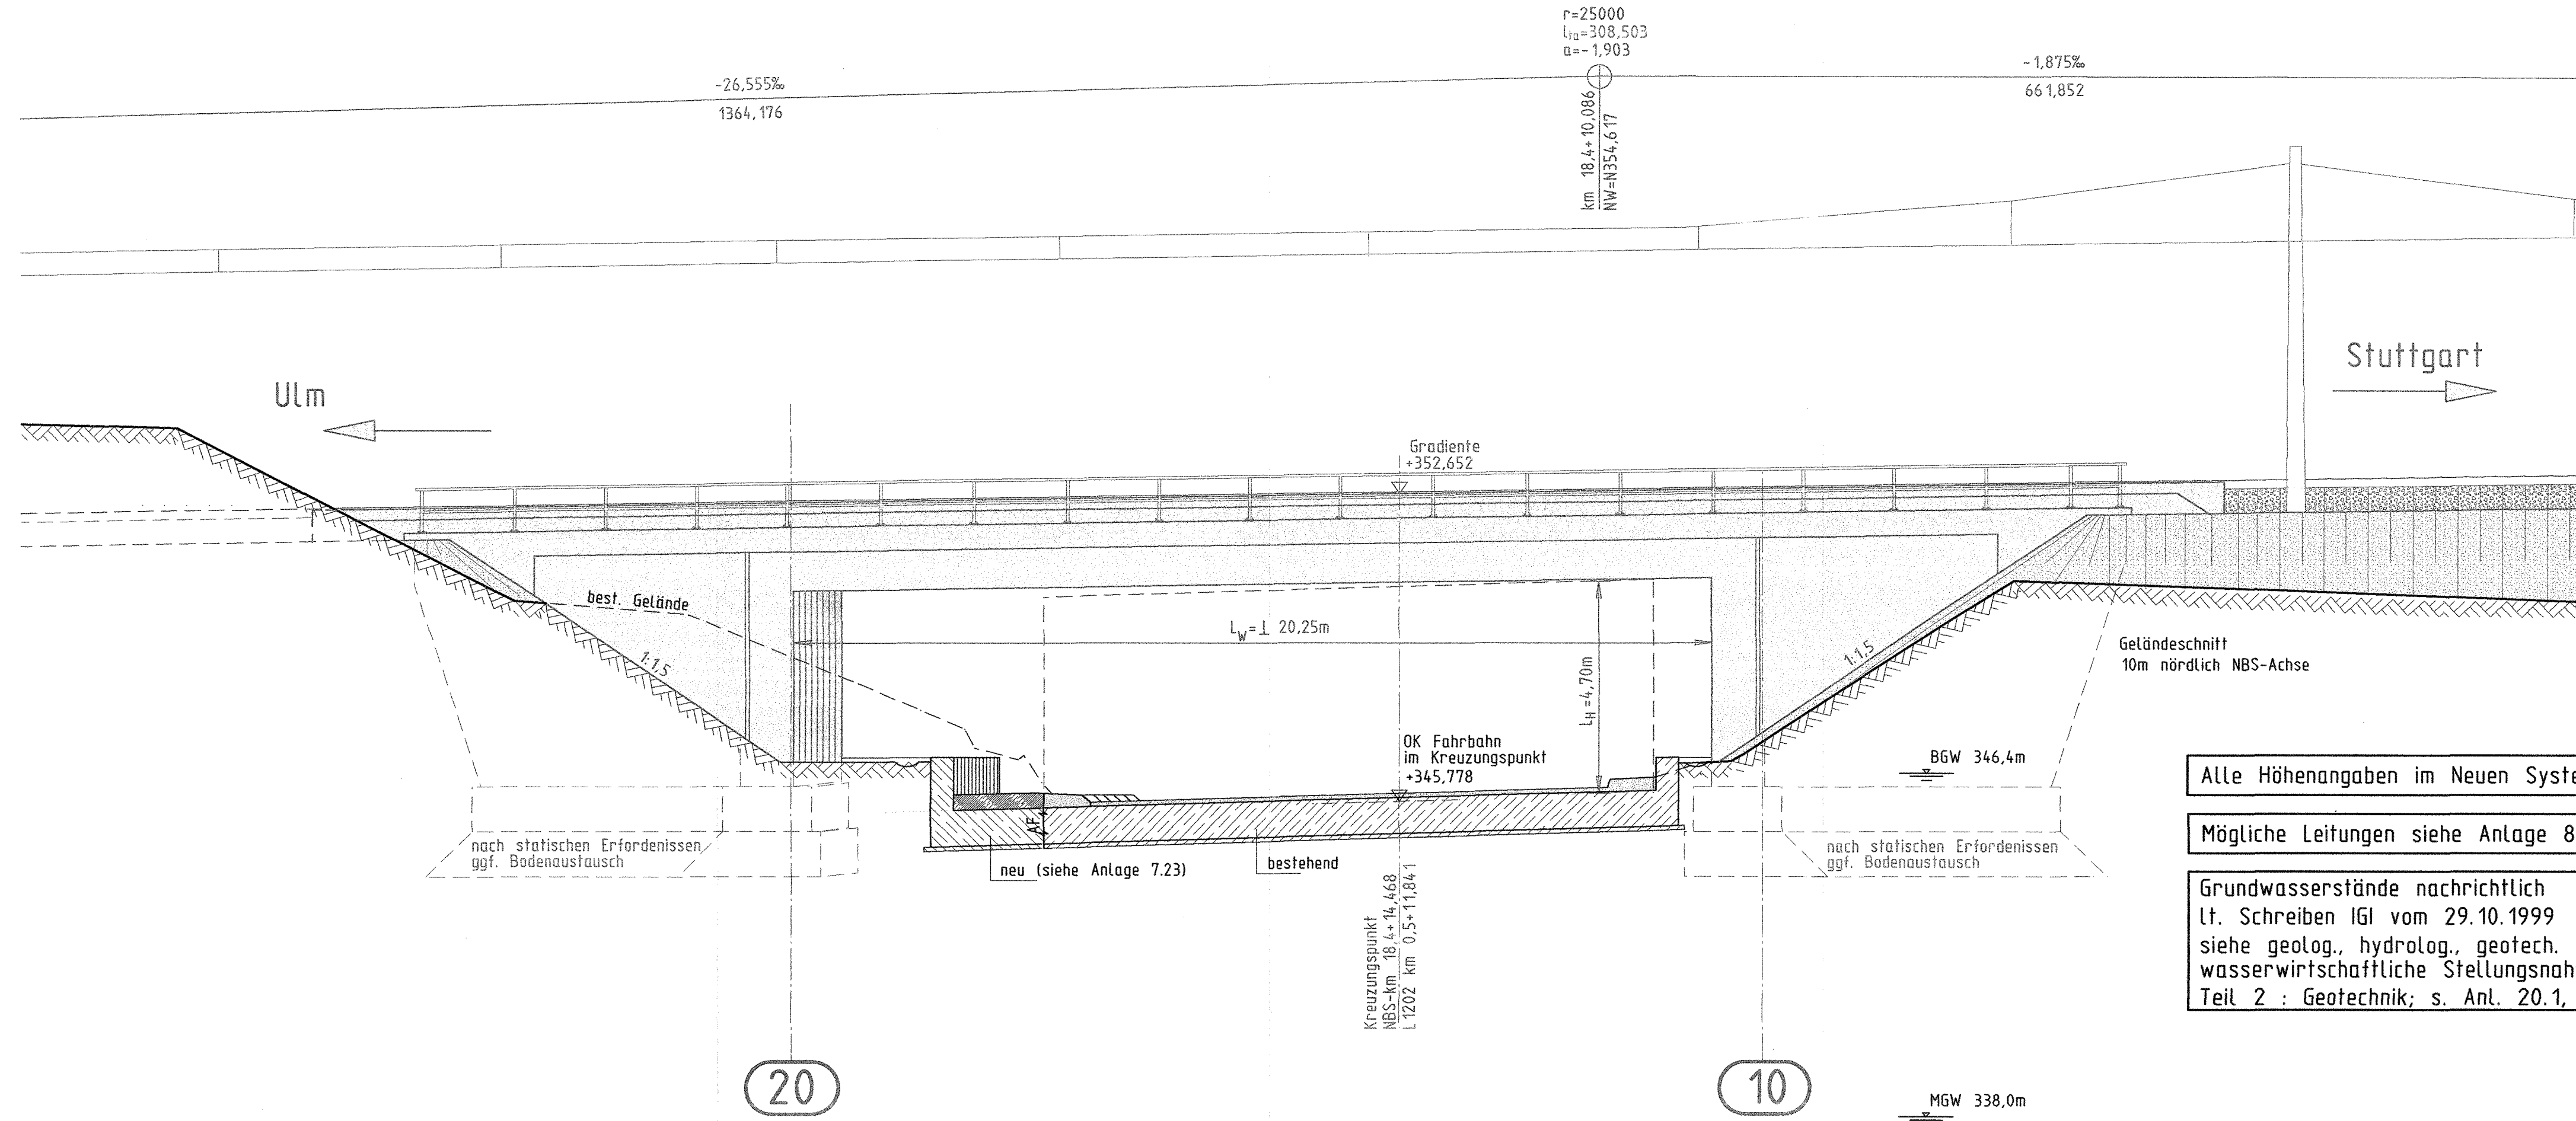 r=25000
lta=308,503
a=-1,903
-26,555‰
1364,176
-1,875‰
661,852
km 18,4+10,086
NW=N354,617
Ulm
Stuttgart
Gradiente
+352,652
best. Gelände
1:1,5
LW=⊥ 20,25m
LH=4,70m
1:1,5
Geländeschnitt
10m nördlich NBS-Achse
OK Fahrbahn
im Kreuzungspunkt
+345,778
BGW 346,4m
Alle Höhenangaben im Neuen
Mögliche Leitungen siehe Anlage 8
AF
nach statischen Erfordenissen
ggf. Bodenaustausch
neu (siehe Anlage 7.23)
bestehend
nach statischen Erfordenissen
ggf. Bodenaustausch
Kreuzungspunkt
NBS-km 18,4+14,468
L1202 km 0,5+11,841
Grundwasserstände nachrichtlich
lt. Schreiben IGI vom 29.10.1999
siehe geolog., hydrolog., geotech.
wasserwirtschaftliche Stellungsnah
Teil 2 : Geotechnik; s. Anl. 20.1,
20
10
MGW 338,0m